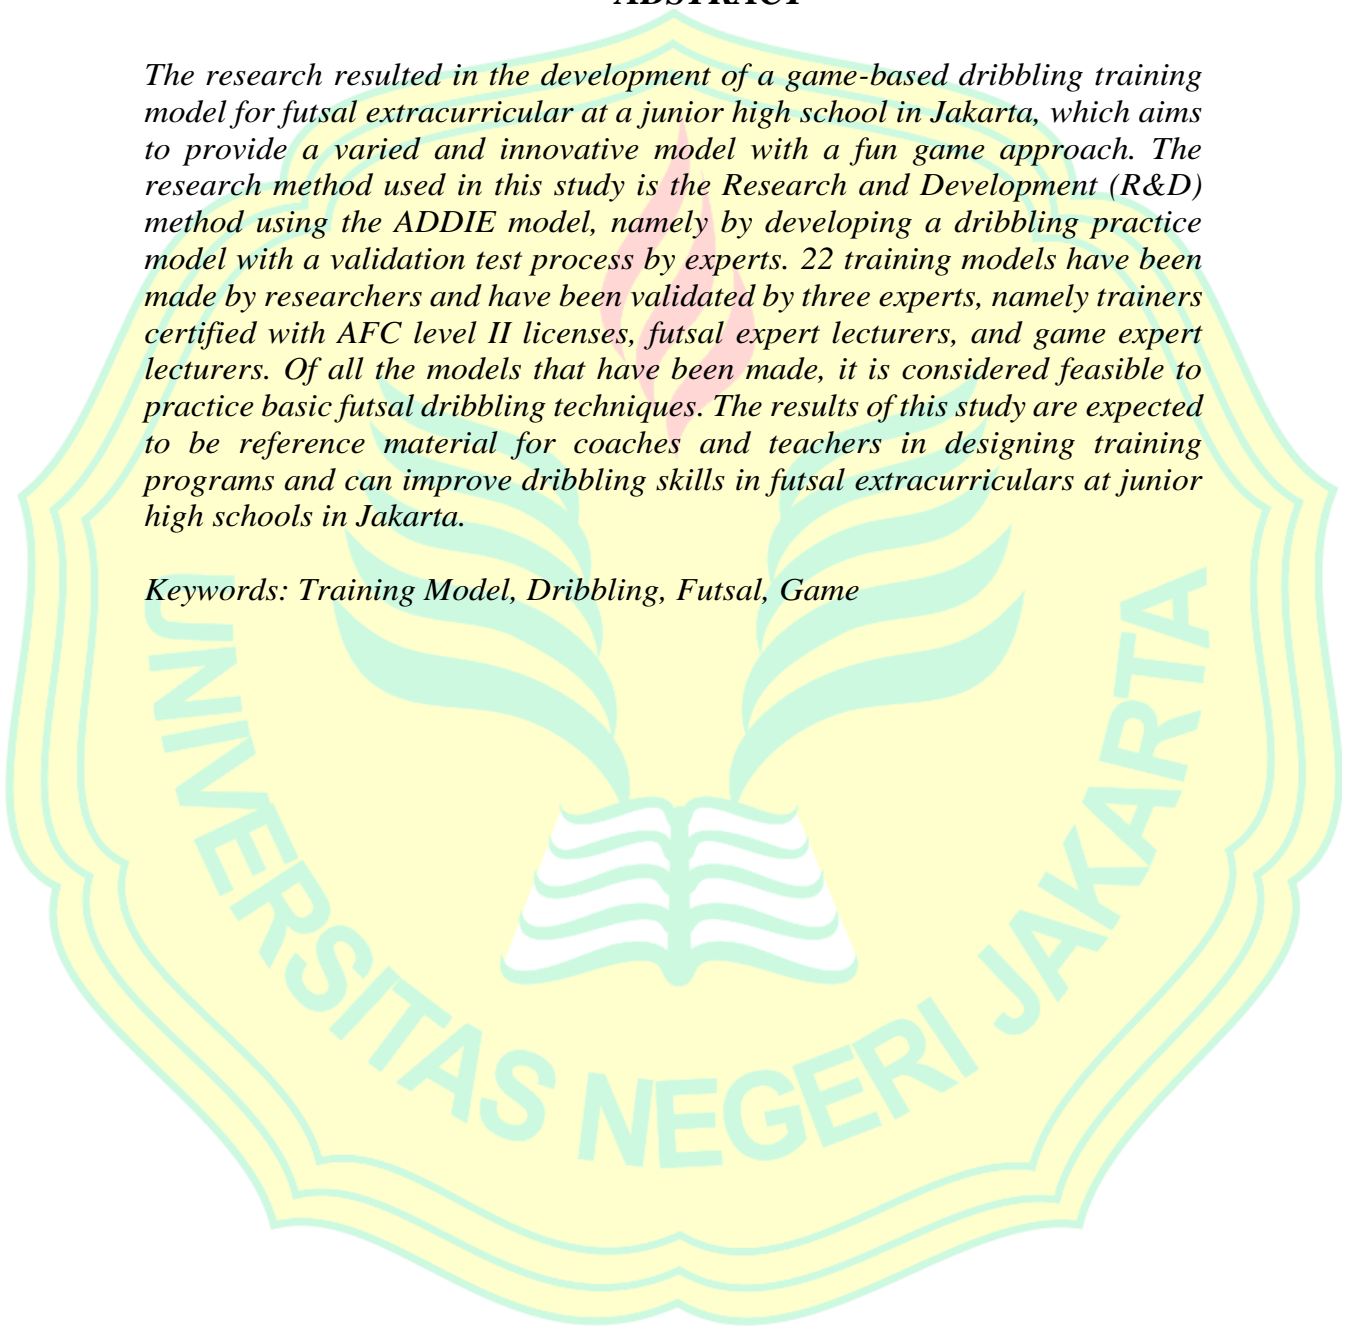 ABSTRACT
The research resulted in the development of a game-based dribbling training
model for futsal extracurricular at a junior high school in Jakarta, which aims
to provide a varied and innovative model with a fun game approach. The
research method used in this study is the Research and Development (R&D)
method using the ADDIE model, namely by developing a dribbling practice
model with a validation test process by experts. 22 training models have been
made by researchers and have been validated by three experts, namely trainers
certified with AFC level II licenses, futsal expert lecturers, and game expert
lecturers. Of all the models that have been made, it is considered feasible to
practice basic futsal dribbling techniques. The results of this study are expected
to be reference material for coaches and teachers in designing training
programs and can improve dribbling skills in futsal extracurriculars at junior
high schools in Jakarta.
Keywords: Training Model, Dribbling, Futsal, Game
UNIVERSITAS NEGERI JAKARTA